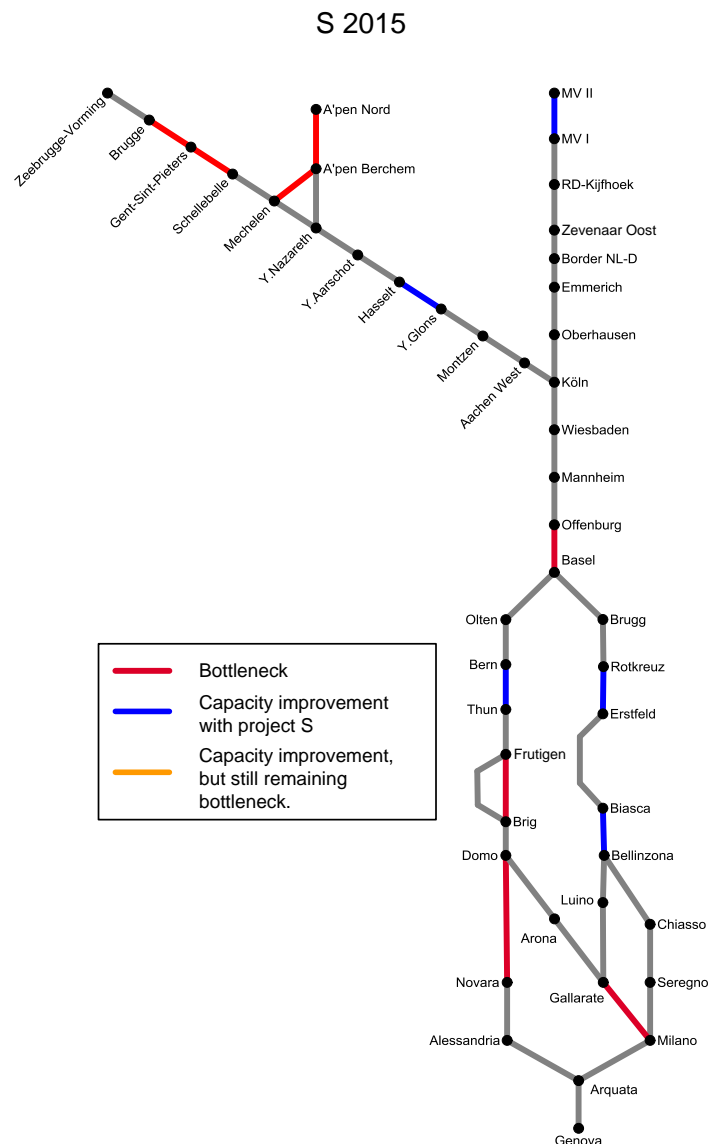 S 2015
Zeebrugge-Vorming
Brugge
Gent-Sint-Pieters
Schellebelle
Mechelen
A'pen Nord
A'pen Berchem
Y.Nazareth
Y.Aarschot
Hasselt
Y.Glons
Montzen
Aachen West
MV II
MV I
RD-Kijfhoek
Zevenaar Oost
Border NL-D
Emmerich
Oberhausen
Köln
Wiesbaden
Mannheim
Offenburg
Basel
Olten
Brugg
Bern
Rotkreuz
Thun
Erstfeld
Frutigen
Brig
Biasca
Domo
Bellinzona
Luino
Arona
Chiasso
Novara
Gallarate
Seregno
Alessandria
Milano
Arquata
Genova
Bottleneck
Capacity improvement
with project S
Capacity improvement,
but still remaining
bottleneck.